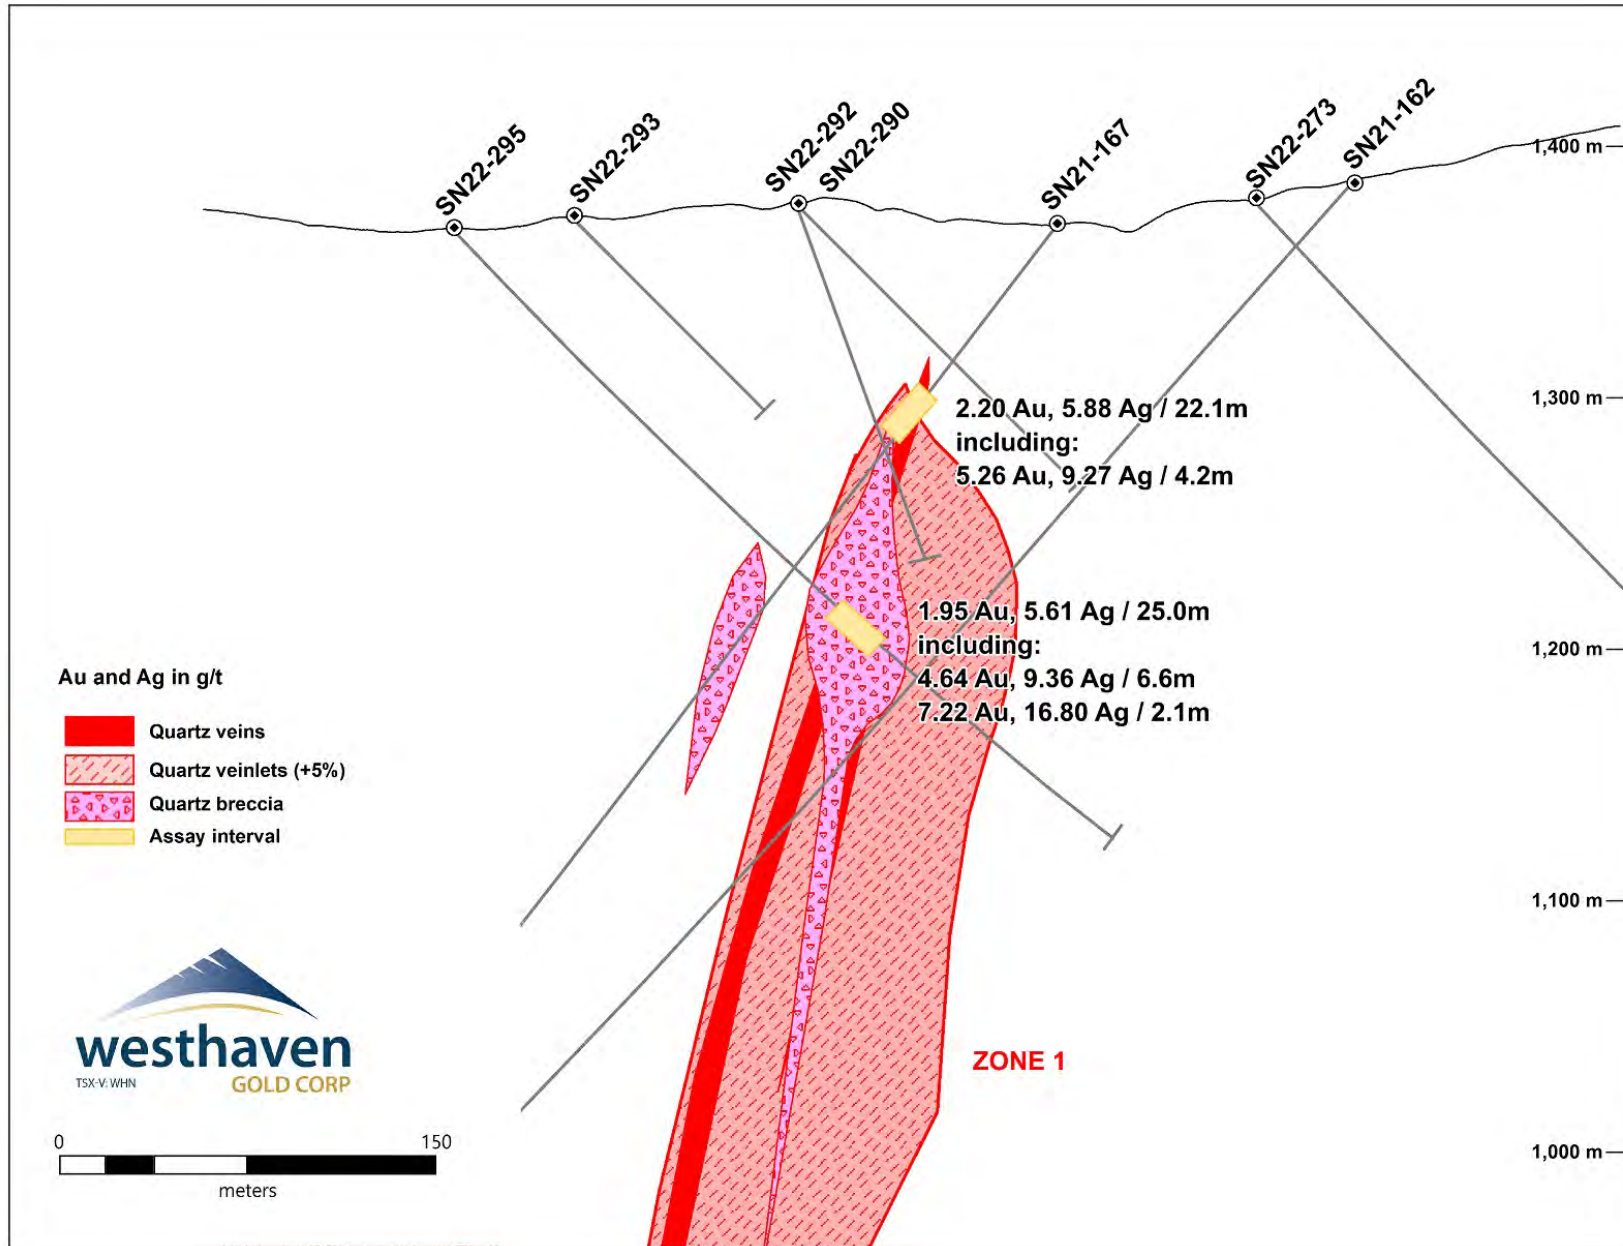 SN22-295
SN22-293
SN22-292
SN22-290
SN21-167
SN22-273
SN21-162
1,400 m
1,300 m
1,200 m
1,100 m
1,000 m
2.20 Au, 5.88 Ag / 22.1m
including:
5.26 Au, 9.27 Ag / 4.2m
1.95 Au, 5.61 Ag / 25.0m
including:
4.64 Au, 9.36 Ag / 6.6m
7.22 Au, 16.80 Ag / 2.1m
Au and Ag in g/t
Quartz veins
Quartz veinlets (+5%)
Quartz breccia
Assay interval
westhaven
TSX-V: WHN
GOLD CORP
ZONE 1
0 150
meters